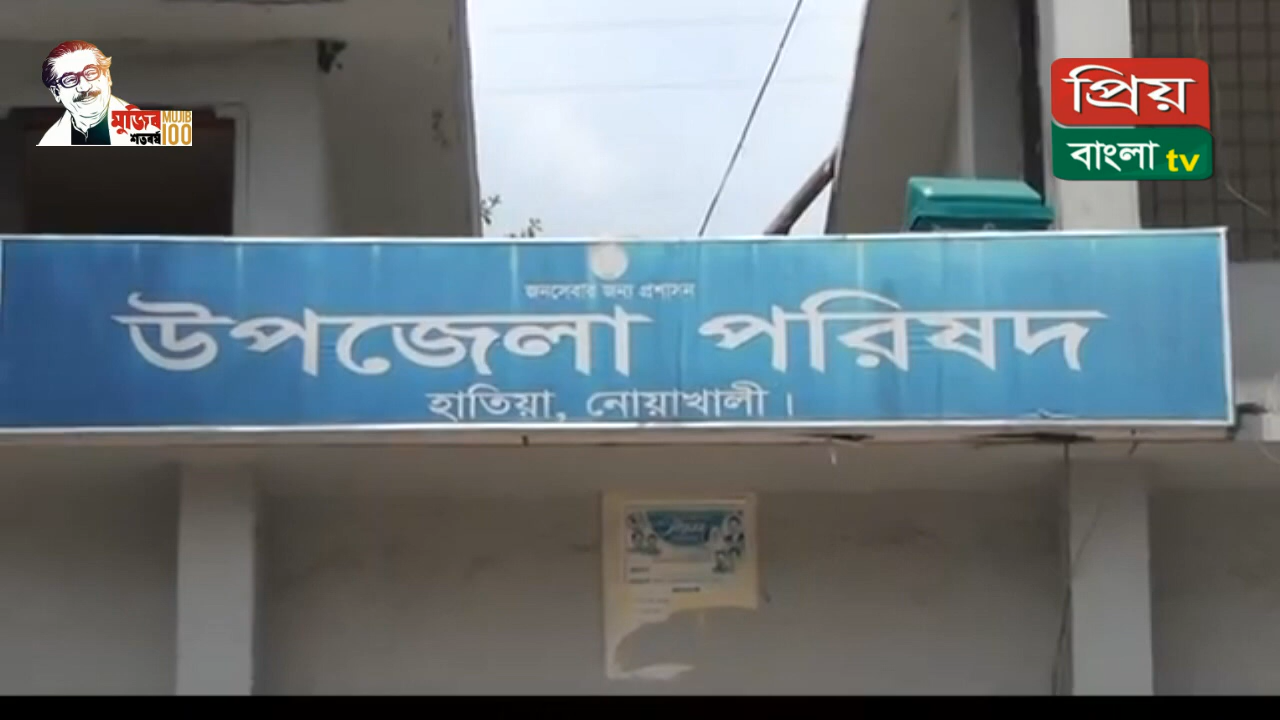 মুজিব
শতবর্ষ
MUJIB
100
প্রিয়
বাংলা tv
জনসেবার জন্য প্রশাসন
উপজেলা পরিষদ
হাতিয়া, নোয়াখালী।